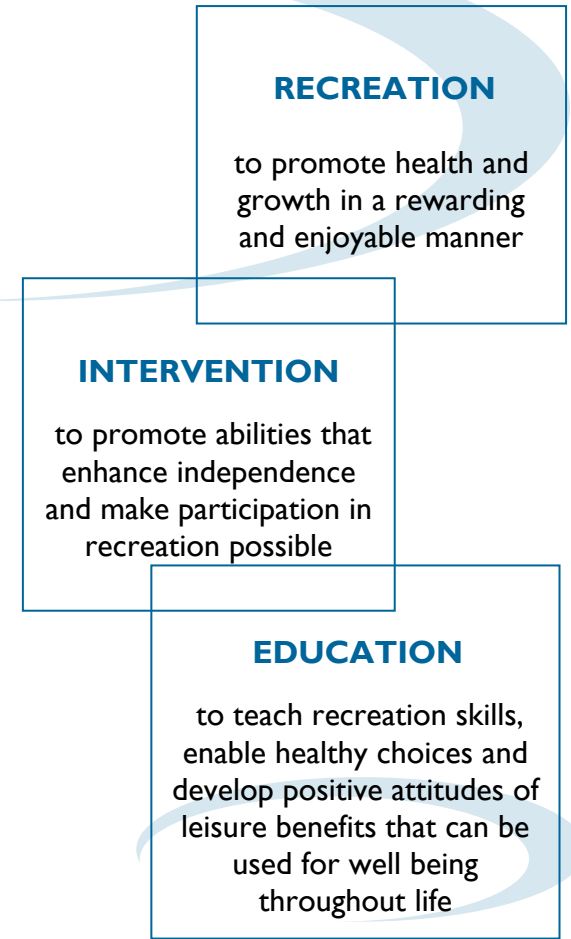 RECREATION
to promote health and
growth in a rewarding
and enjoyable manner
INTERVENTION
to promote abilities that
enhance independence
and make participation in
recreation possible
EDUCATION
to teach recreation skills,
enable healthy choices and
develop positive attitudes of
leisure benefits that can be
used for well being
throughout life